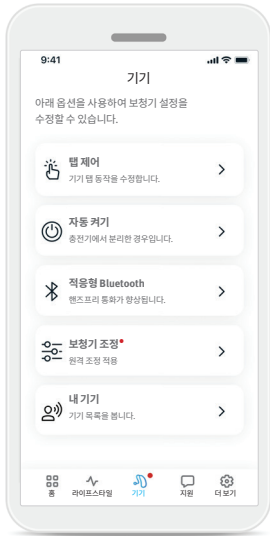 9:41
기기
아래 옵션을 사용하여 보청기 설정을
수정할 수 있습니다.
탭 제어
기기 탭 동작을 수정합니다.
자동 켜기
충전기에서 분리한 경우입니다.
적응형 Bluetooth
핸즈프리 통화가 향상됩니다.
보청기 조정
원격 조정 적용
내 기기
기기 목록을 봅니다.
홈 라이프스타일 기기 지원 더 보기